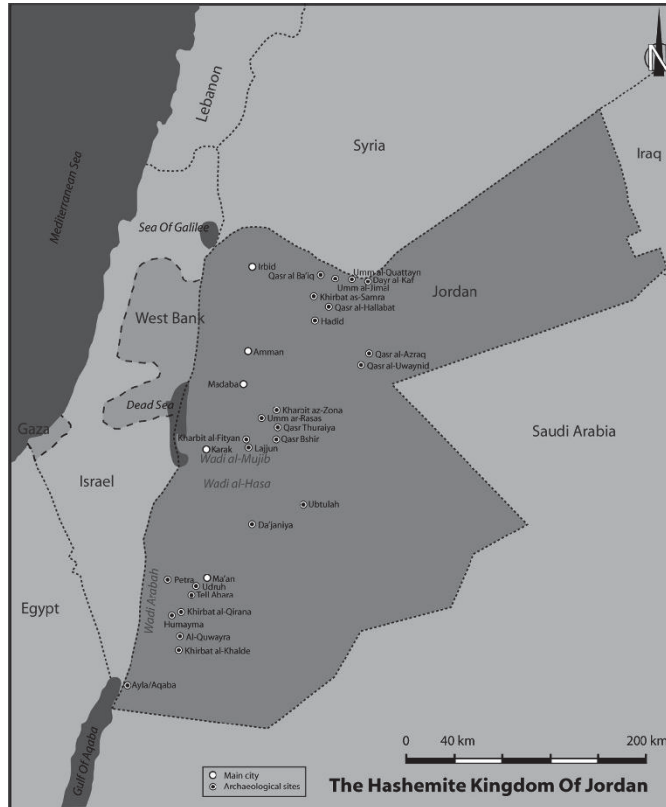 N
Lebanon
Mediterranean Sea
Syria
Iraq
Sea Of Galilee
Irbid
Umm al-Quattayn
Qasr al Ba'iq
Dayr al-Kaf
Umm al-Jimal
Khirbat as-Samra
Jordan
Qasr al-Hallabat
West Bank
Hadid
Amman
Qasr al-Azraq
Qasr al-Uwaynid
Madaba
Dead Sea
Kharbit az-Zona
Umm ar-Rasas
Gaza
Qasr Thuraiya
Saudi Arabia
Kharbit al-Fityan
Qasr Bshir
Karak
Lajjun
Wadi al-Mujib
Israel
Wadi al-Hasa
Ubtulah
Da'janiya
Petra
Ma'an
Udruh
Tell Abara
Egypt
Wadi Arabah
Khirbat al-Qirana
Humayma
Al-Quwayra
Khirbat al-Khalde
Ayla/Aqaba
Gulf Of Aqaba
0 40 km 200 km
Main city
Archaeological sites
The Hashemite Kingdom Of Jordan